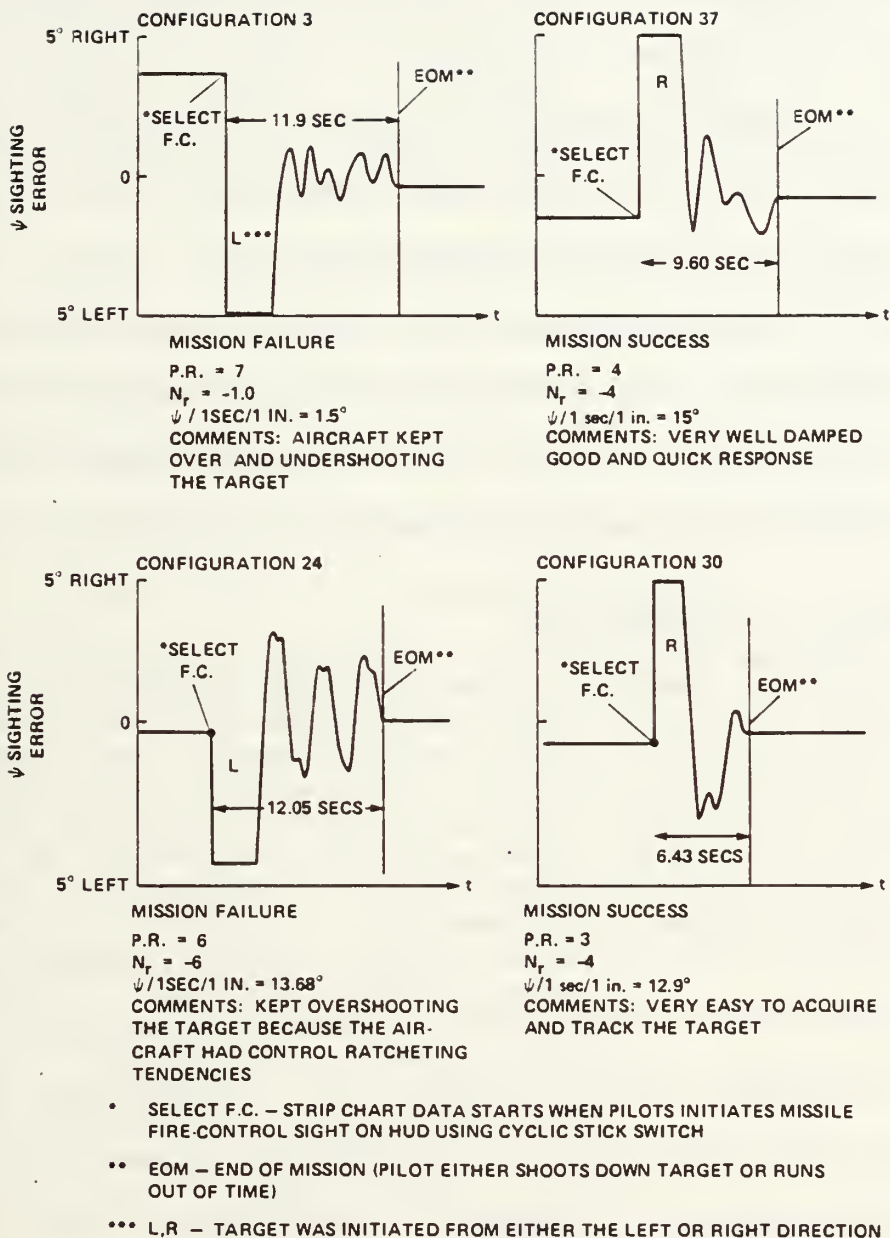 CONFIGURATION 3
5° RIGHT
EOM**
*SELECT
F.C.
11.9 SEC
0
ψ SIGHTING
ERROR
L***
5° LEFT
t
MISSION FAILURE
P.R. = 7
Nr = -1.0
ψ / 1SEC/1 IN. = 1.5°
COMMENTS: AIRCRAFT KEPT
OVER AND UNDERSHOOTING
THE TARGET
CONFIGURATION 37
R
EOM**
*SELECT
F.C.
9.60 SEC
t
MISSION SUCCESS
P.R. = 4
Nr = -4
ψ/1 sec/1 in. = 15°
COMMENTS: VERY WELL DAMPED
GOOD AND QUICK RESPONSE
CONFIGURATION 24
5° RIGHT
*SELECT
F.C.
EOM**
0
ψ SIGHTING
ERROR
L
12.05 SECS
5° LEFT
t
MISSION FAILURE
P.R. = 6
Nr = -6
ψ/1SEC/1 IN. = 13.68°
COMMENTS: KEPT OVERSHOOTING
THE TARGET BECAUSE THE AIR-
CRAFT HAD CONTROL RATCHETING
TENDENCIES
CONFIGURATION 30
R
*SELECT
F.C.
EOM**
6.43 SECS
t
MISSION SUCCESS
P.R. = 3
Nr = -4
ψ/1 sec/1 in. = 12.9°
COMMENTS: VERY EASY TO ACQUIRE
AND TRACK THE TARGET
* SELECT F.C. – STRIP CHART DATA STARTS WHEN PILOTS INITIATES MISSILE
FIRE-CONTROL SIGHT ON HUD USING CYCLIC STICK SWITCH
** EOM – END OF MISSION (PILOT EITHER SHOOTS DOWN TARGET OR RUNS
OUT OF TIME)
*** L,R – TARGET WAS INITIATED FROM EITHER THE LEFT OR RIGHT DIRECTION